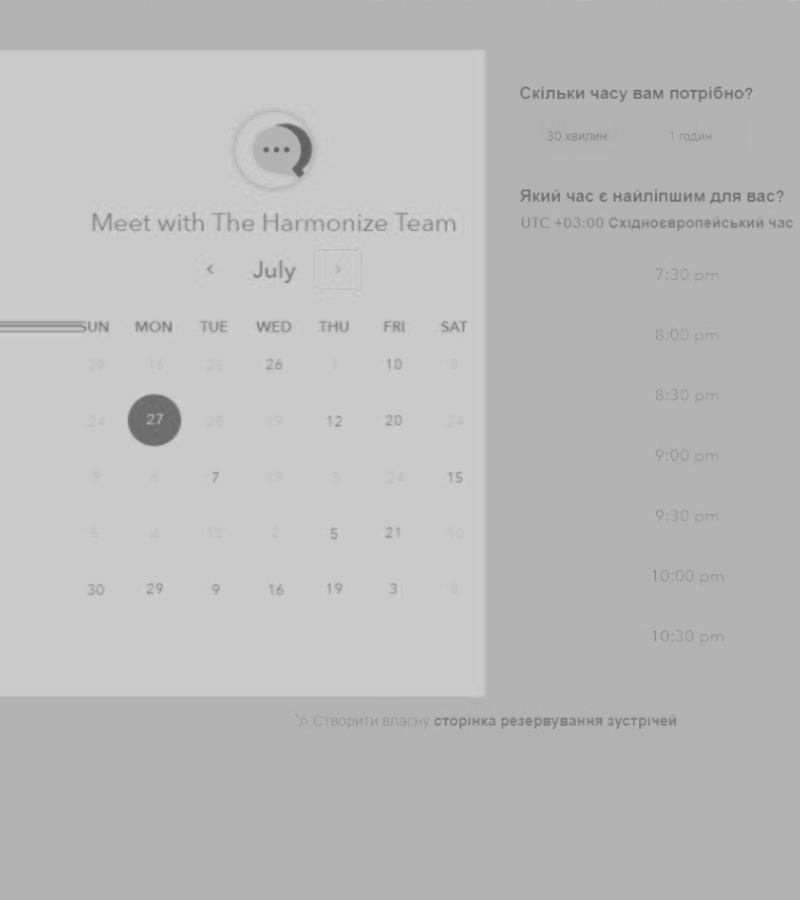 Meet with The Harmonize Team
July
SUN MON TUE WED THU FRI SAT
29 16 25 26 1 10 8
24 27 28 19 12 20 24
9 6 7 19 3 24 15
5 4 12 2 5 21 10
30 29 9 16 19 3 8
Скільки часу вам потрібно?
30 хвилин 1 годин
Який час є найліпшим для вас?
UTC +03:00 Східноєвропейський час
7:30 pm
8:00 pm
8:30 pm
9:00 pm
9:30 pm
10:00 pm
10:30 pm
Створити власну сторінка резервування зустрічей